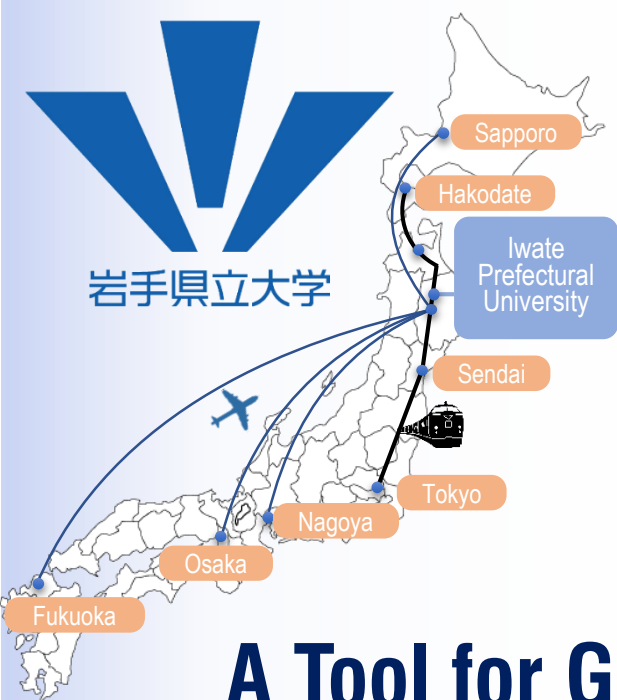 岩手県立大学
Sapporo
Hakodate
Iwate
Prefectural
University
Sendai
Tokyo
Nagoya
Osaka
Fukuoka
A Tool for G